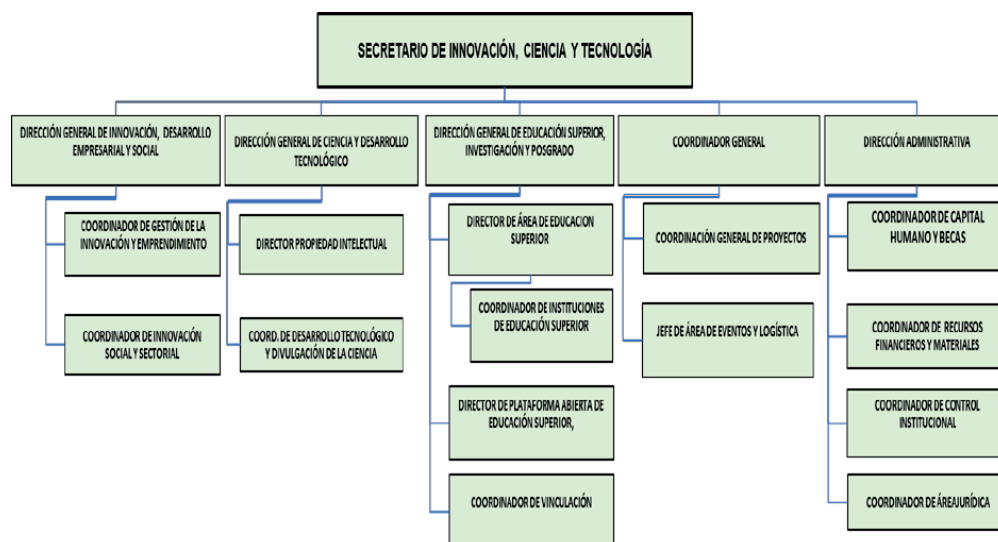 SECRETARIO DE INNOVACIÓN, CIENCIA Y TECNOLOGÍA
DIRECCIÓN GENERAL DE INNOVACIÓN, DESARROLLO
EMPRESARIAL Y SOCIAL
DIRECCIÓN GENERAL DE CIENCIA Y DESARROLLO
TECNOLÓGICO
DIRECCIÓN GENERAL DE EDUCACIÓN SUPERIOR,
INVESTIGACIÓN Y POSGRADO
COORDINADOR GENERAL
DIRECCIÓN ADMINISTRATIVA
COORDINADOR DE GESTIÓN DE LA
INNOVACIÓN Y EMPRENDIMIENTO
COORDINADOR DE INNOVACIÓN
SOCIAL Y SECTORIAL
DIRECTOR PROPIEDAD INTELECTUAL
COORD. DE DESARROLLO TECNOLÓGICO
Y DIVULGACIÓN DE LA CIENCIA
DIRECTOR DE ÁREA DE EDUCACION
SUPERIOR
COORDINADOR DE INSTITUCIONES
DE EDUCACIÓN SUPERIOR
DIRECTOR DE PLATAFORMA ABIERTA DE
EDUCACIÓN SUPERIOR,
COORDINADOR DE VINCULACIÓN
COORDINACIÓN GENERAL DE PROYECTOS
JEFE DE ÁREA DE EVENTOS Y LOGÍSTICA
COORDINADOR DE CAPITAL
HUMANO Y BECAS
COORDINADOR DE RECURSOS
FINANCIEROS Y MATERIALES
COORDINADOR DE CONTROL
INSTITUCIONAL
COORDINADOR DE ÁREAJURÍDICA